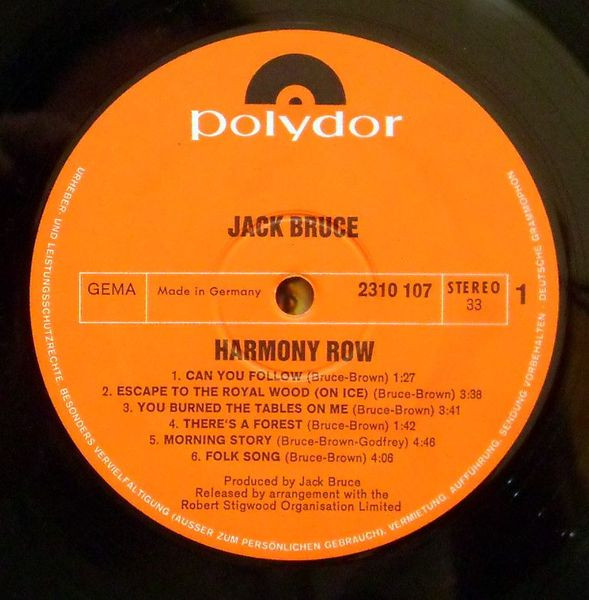 polydor
JACK BRUCE
GEMA
Made in Germany
2310 107
STEREO
33
1
HARMONY ROW
1. CAN YOU FOLLOW (Bruce-Brown) 1:27
2. ESCAPE TO THE ROYAL WOOD (ON ICE) (Bruce-Brown) 3:38
3. YOU BURNED THE TABLES ON ME (Bruce-Brown) 3:41
4. THERE'S A FOREST (Bruce-Brown) 1:42
5. MORNING STORY (Bruce-Brown-Godfrey) 4:46
6. FOLK SONG (Bruce-Brown) 4:06
Produced by Jack Bruce
Released by arrangement with the
Robert Stigwood Organisation Limited
URHEBER- UND LEISTUNGSSCHUTZRECHTE, BESONDERS VERVIELFÄLTIGUNG (AUSSER ZUM PERSÖNLICHEN GEBRAUCH), VERMIETUNG, AUFFÜHRUNG, SENDUNG VORBEHALTEN · DEUTSCHE GRAMMOPHON